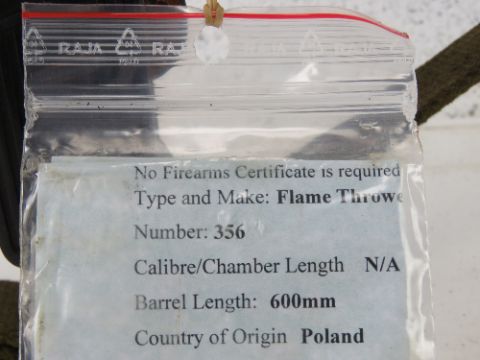 RAJA RAJA RAJA
No Firearms Certificate is required
Type and Make: Flame Throwe
Number: 356
Calibre/Chamber Length N/A
Barrel Length: 600mm
Country of Origin Poland